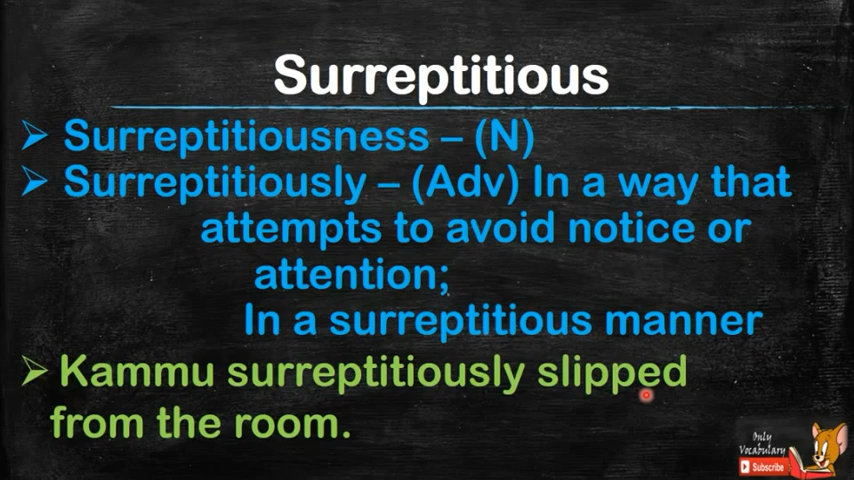 Surreptitious
➢ Surreptitiousness – (N)
➢ Surreptitiously – (Adv) In a way that
attempts to avoid notice or
attention;
In a surreptitious manner
➢ Kammu surreptitiously slipped
from the room.
Only
Vocabulary
Subscribe